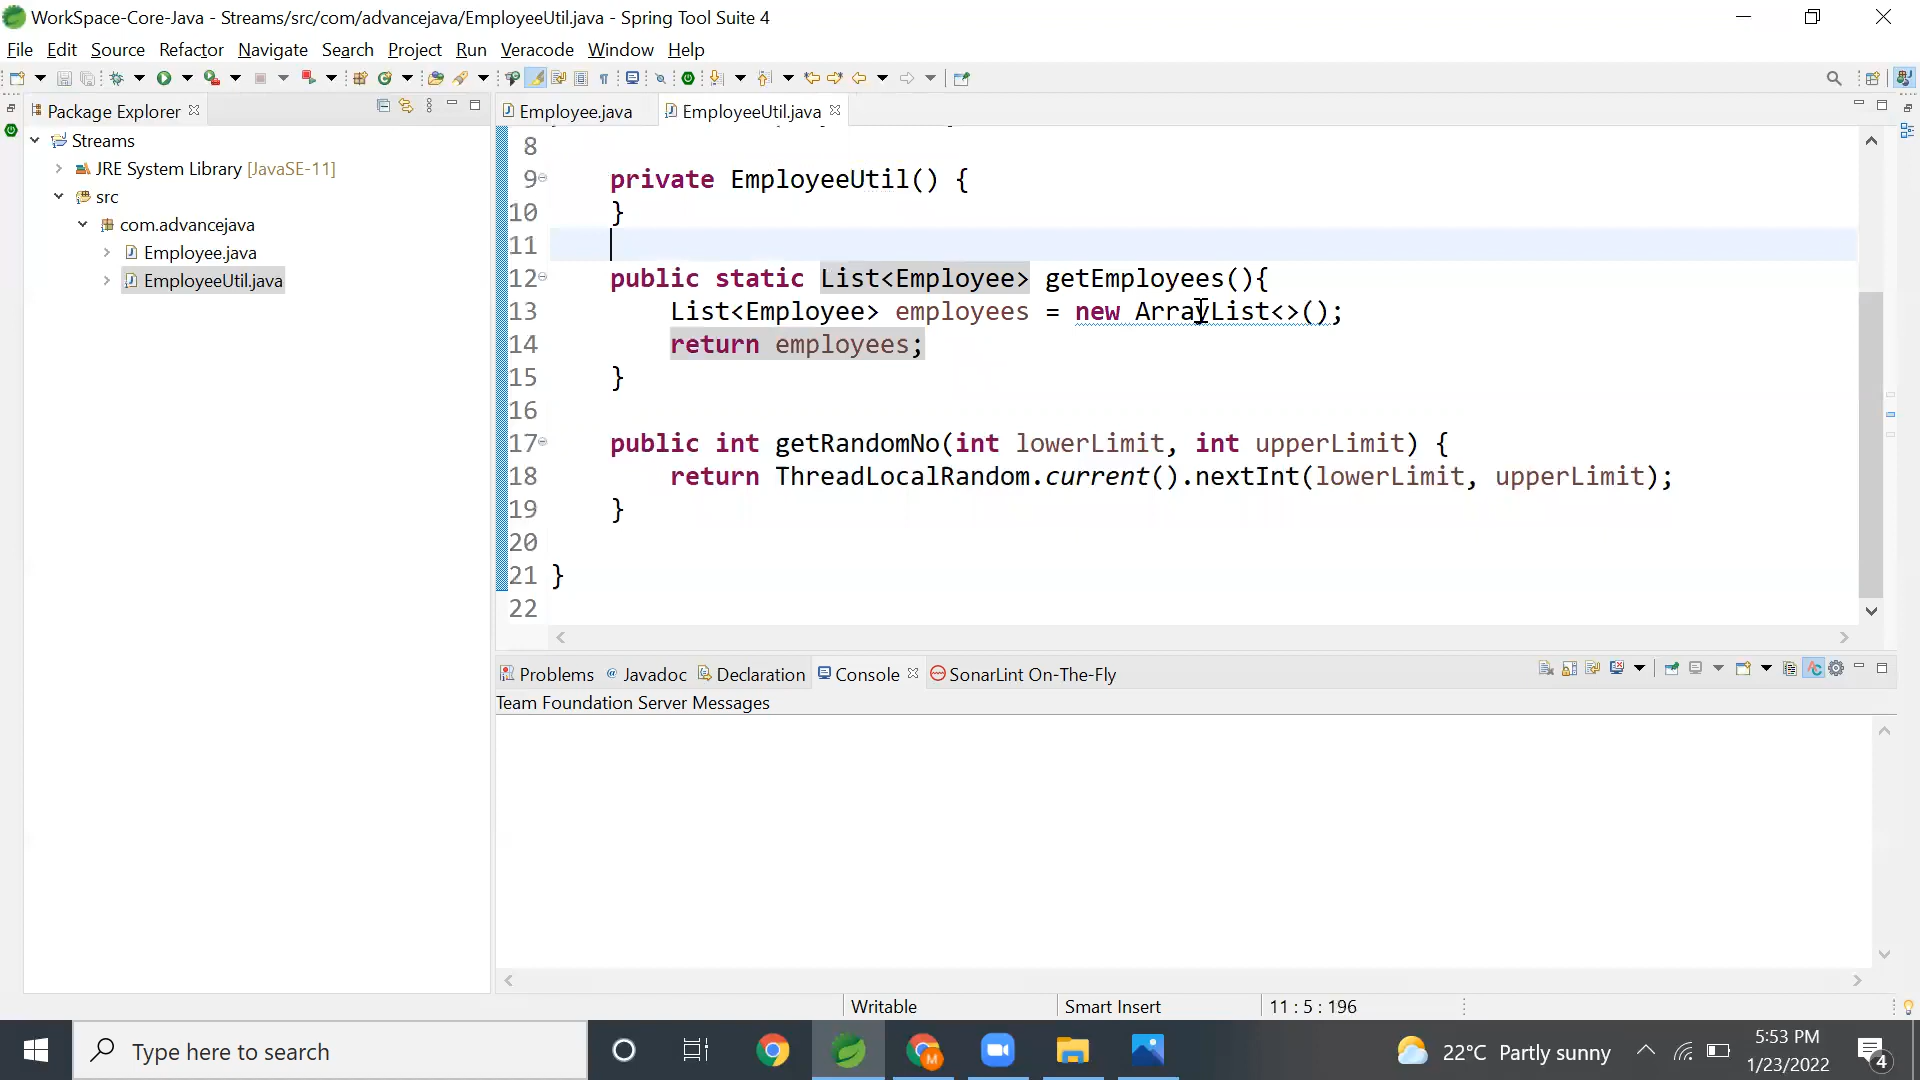 WorkSpace-Core-Java - Streams/src/com/advancejava/EmployeeUtil.java - Spring Tool Suite 4
File Edit Source Refactor Navigate Search Project Run Veracode Window Help
Package Explorer
Streams
JRE System Library [JavaSE-11]
src
com.advancejava
Employee.java
EmployeeUtil.java
Employee.java EmployeeUtil.java
8
9 private EmployeeUtil() {
10 }
11
12 public static List<Employee> getEmployees(){
13 List<Employee> employees = new ArrayList<>();
14 return employees;
15 }
16
17 public int getRandomNo(int lowerLimit, int upperLimit) {
18 return ThreadLocalRandom.current().nextInt(lowerLimit, upperLimit);
19 }
20
21 }
22
Problems @ Javadoc Declaration Console SonarLint On-The-Fly
Team Foundation Server Messages
Writable Smart Insert 11 : 5 : 196
Type here to search
M
22°C Partly sunny
5:53 PM
1/23/2022
4